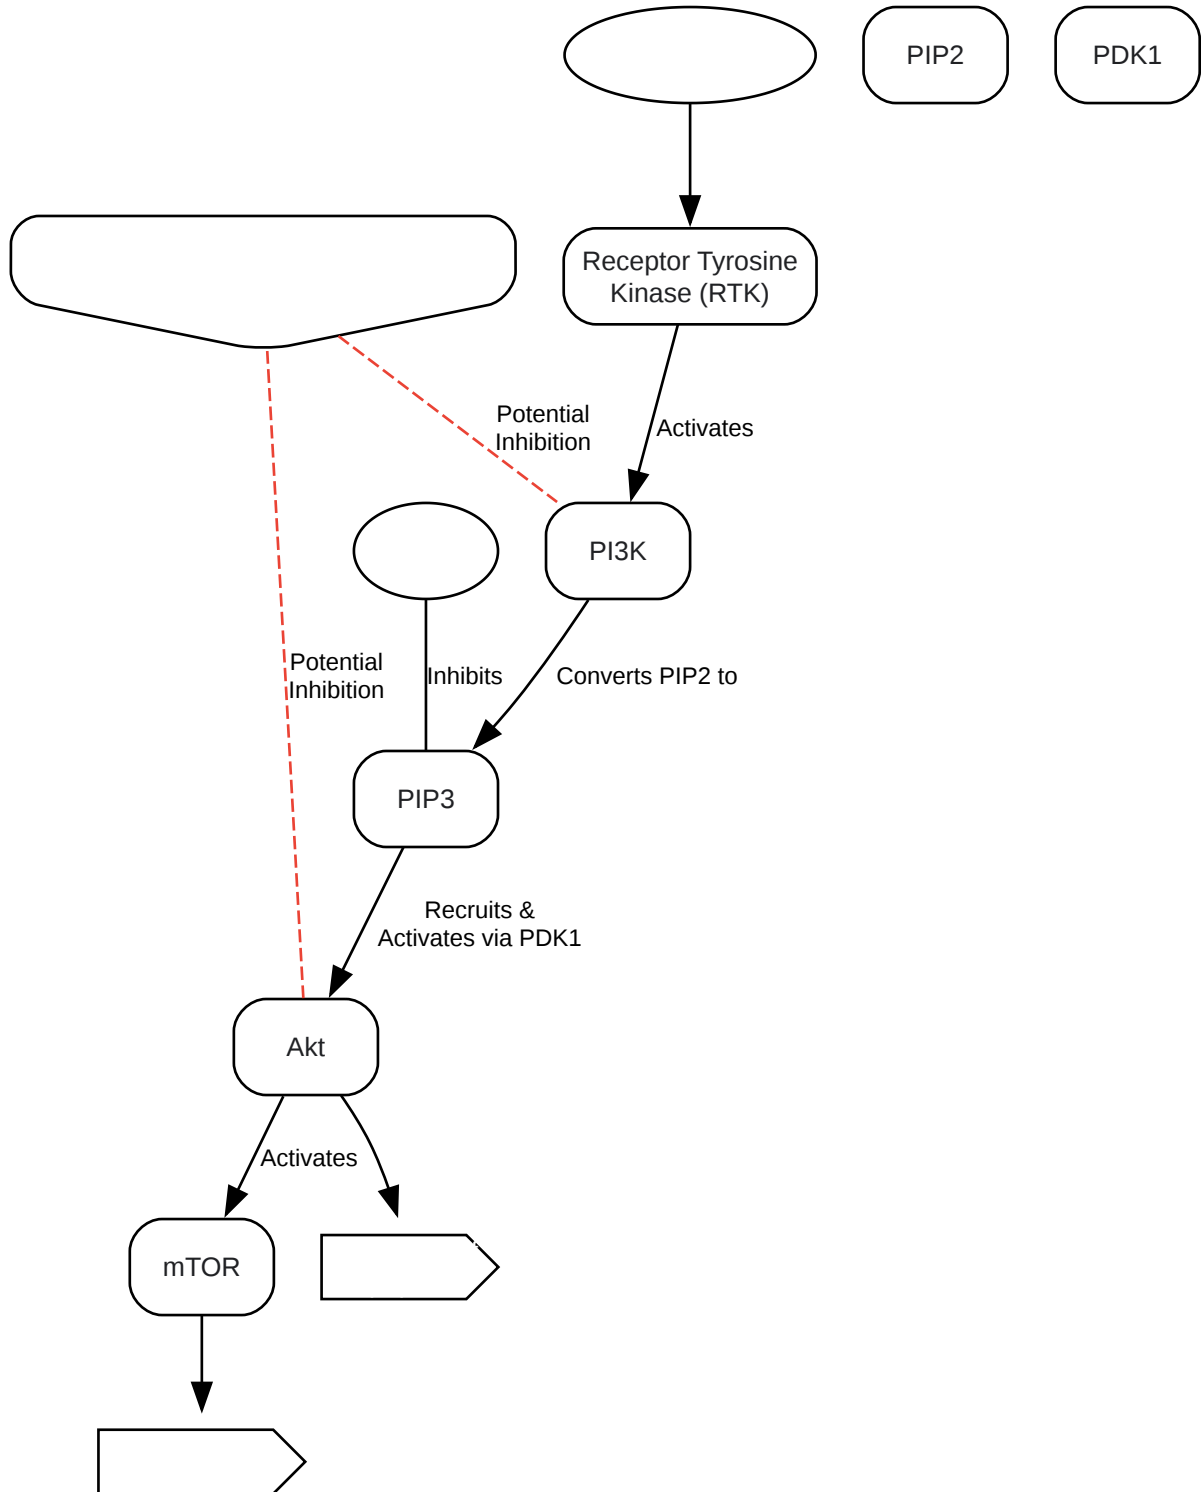 PIP2
PDK1
Receptor Tyrosine
Kinase (RTK)
Potential
Inhibition
Activates
PI3K
Potential
Inhibition
Inhibits
Converts PIP2 to
PIP3
Recruits &
Activates via PDK1
Akt
Activates
mTOR